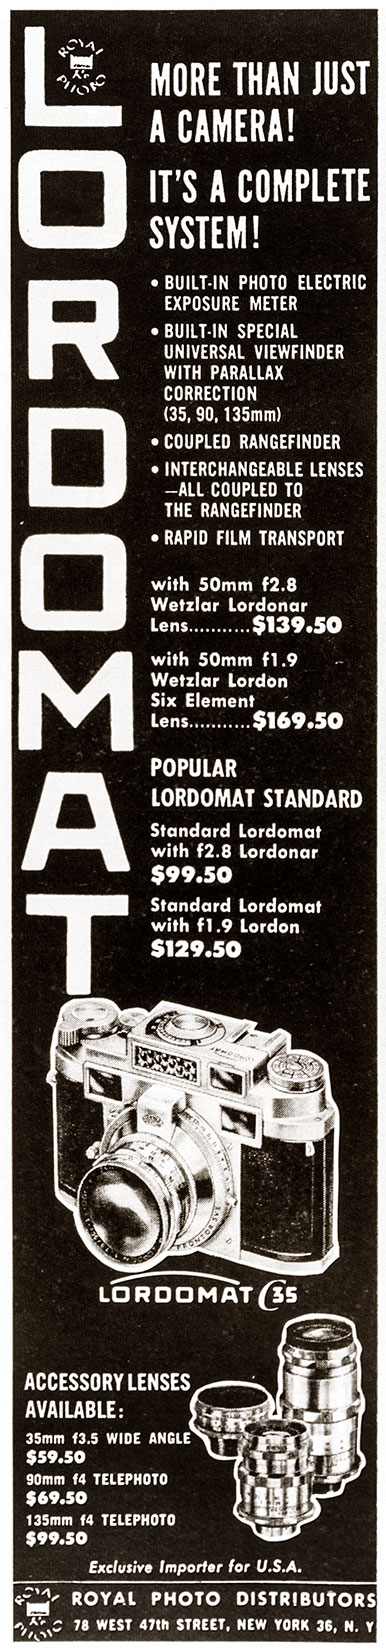 LORDOMAT
ROYAL
PHOTO
MORE THAN JUST
A CAMERA!
IT'S A COMPLETE
SYSTEM!
• BUILT-IN PHOTO ELECTRIC
EXPOSURE METER
• BUILT-IN SPECIAL
UNIVERSAL VIEWFINDER
WITH PARALLAX
CORRECTION
(35, 90, 135mm)
• COUPLED RANGEFINDER
• INTERCHANGEABLE LENSES
—ALL COUPLED TO
THE RANGEFINDER
• RAPID FILM TRANSPORT
with 50mm f2.8
Wetzlar Lordonar
Lens...........$139.50
with 50mm f1.9
Wetzlar Lordon
Six Element
Lens...........$169.50
POPULAR
LORDOMAT STANDARD
Standard Lordomat
with f2.8 Lordonar
$99.50
Standard Lordomat
with f1.9 Lordon
$129.50
LORDOMAT
PRONTOR SVS
LORDOMAT C35
ACCESSORY LENSES
AVAILABLE:
35mm f3.5 WIDE ANGLE
$59.50
90mm f4 TELEPHOTO
$69.50
135mm f4 TELEPHOTO
$99.50
Exclusive Importer for U.S.A.
ROYAL
PHOTO
ROYAL PHOTO DISTRIBUTORS
78 WEST 47th STREET, NEW YORK 36, N. Y